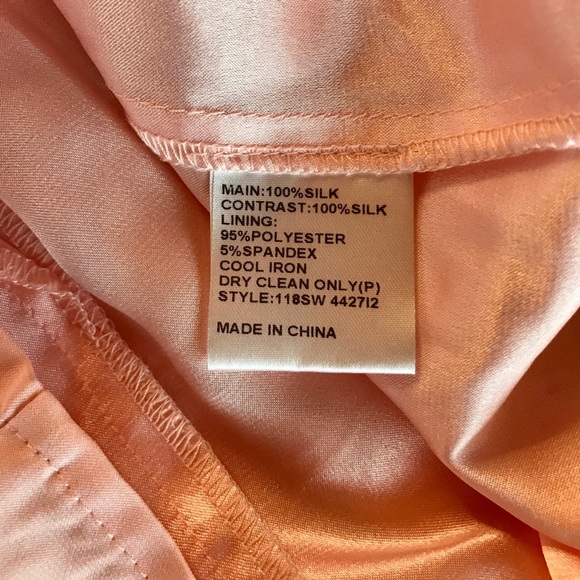 MAIN:100%SILK
CONTRAST:100%SILK
LINING:
95%POLYESTER
5%SPANDEX
COOL IRON
DRY CLEAN ONLY(P)
STYLE:118SW 4427I2
MADE IN CHINA